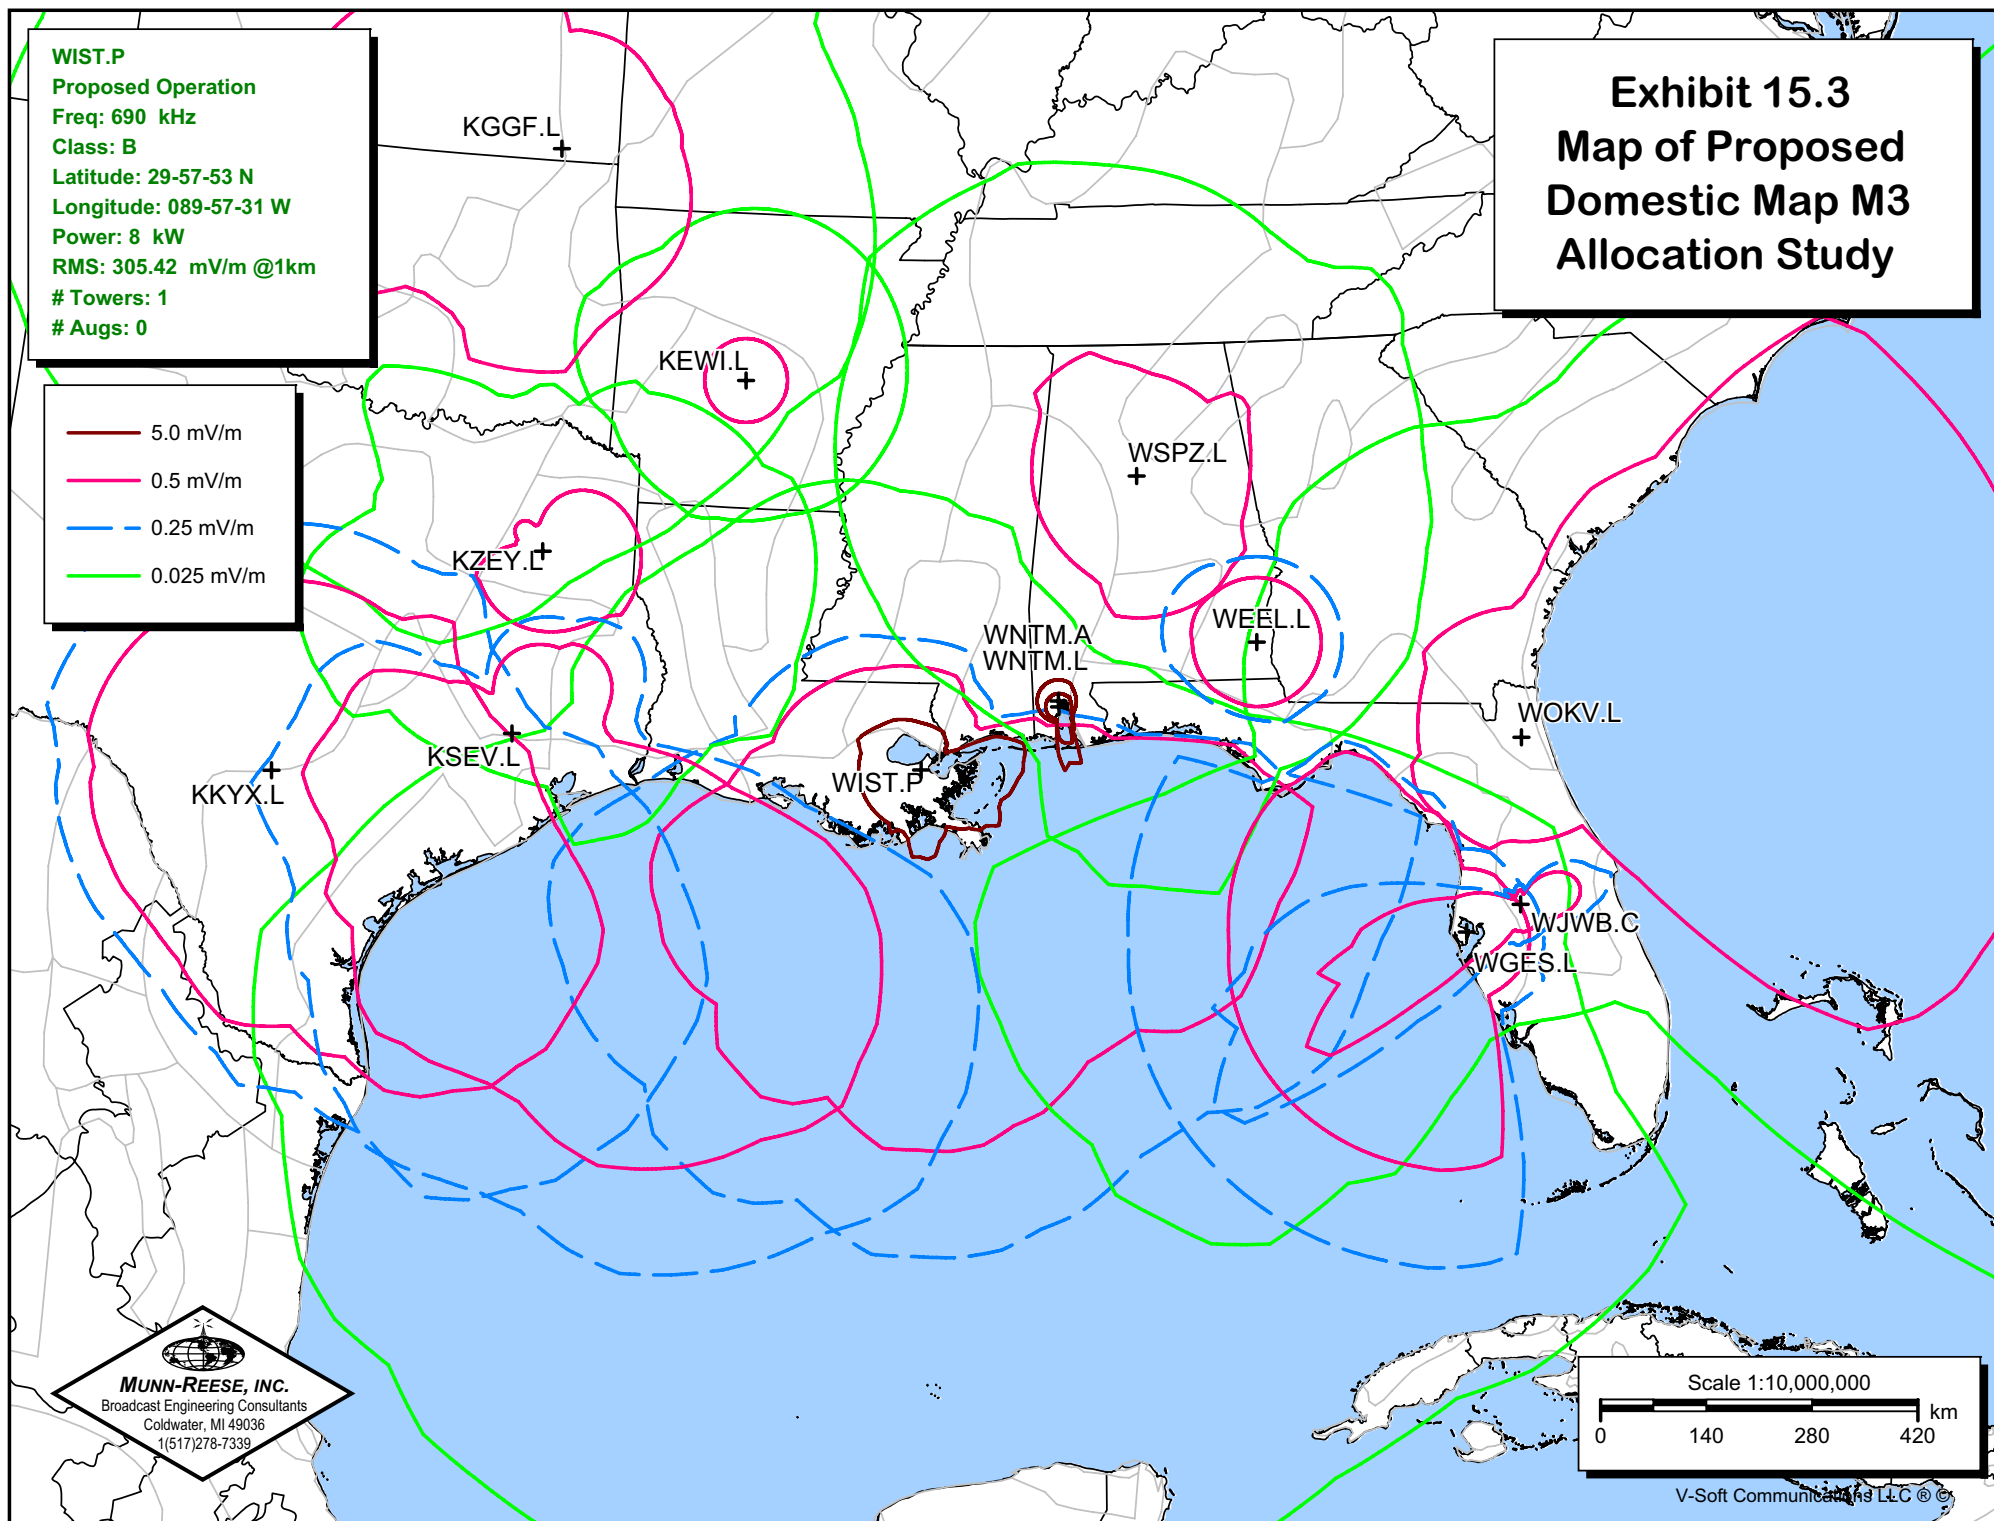 WIST.P
Proposed Operation
Freq: 690 kHz
Class: B
Latitude: 29-57-53 N
Longitude: 089-57-31 W
Power: 8 kW
RMS: 305.42 mV/m @1km
# Towers: 1
# Augs: 0
Exhibit 15.3
Map of Proposed
Domestic Map M3
Allocation Study
5.0 mV/m
0.5 mV/m
0.25 mV/m
0.025 mV/m
KGGF.L
KEWI.L
WSPZ.L
KZEY.L
WEEL.L
WNTM.A
WNTM.L
WOKV.L
KSEV.L
WIST.P
KKYX.L
WJWB.C
WGES.L
MUNN-REESE, INC.
Broadcast Engineering Consultants
Coldwater, MI 49036
1(517)278-7339
Scale 1:10,000,000
km
0 140 280 420
V-Soft Communications LLC ® ©